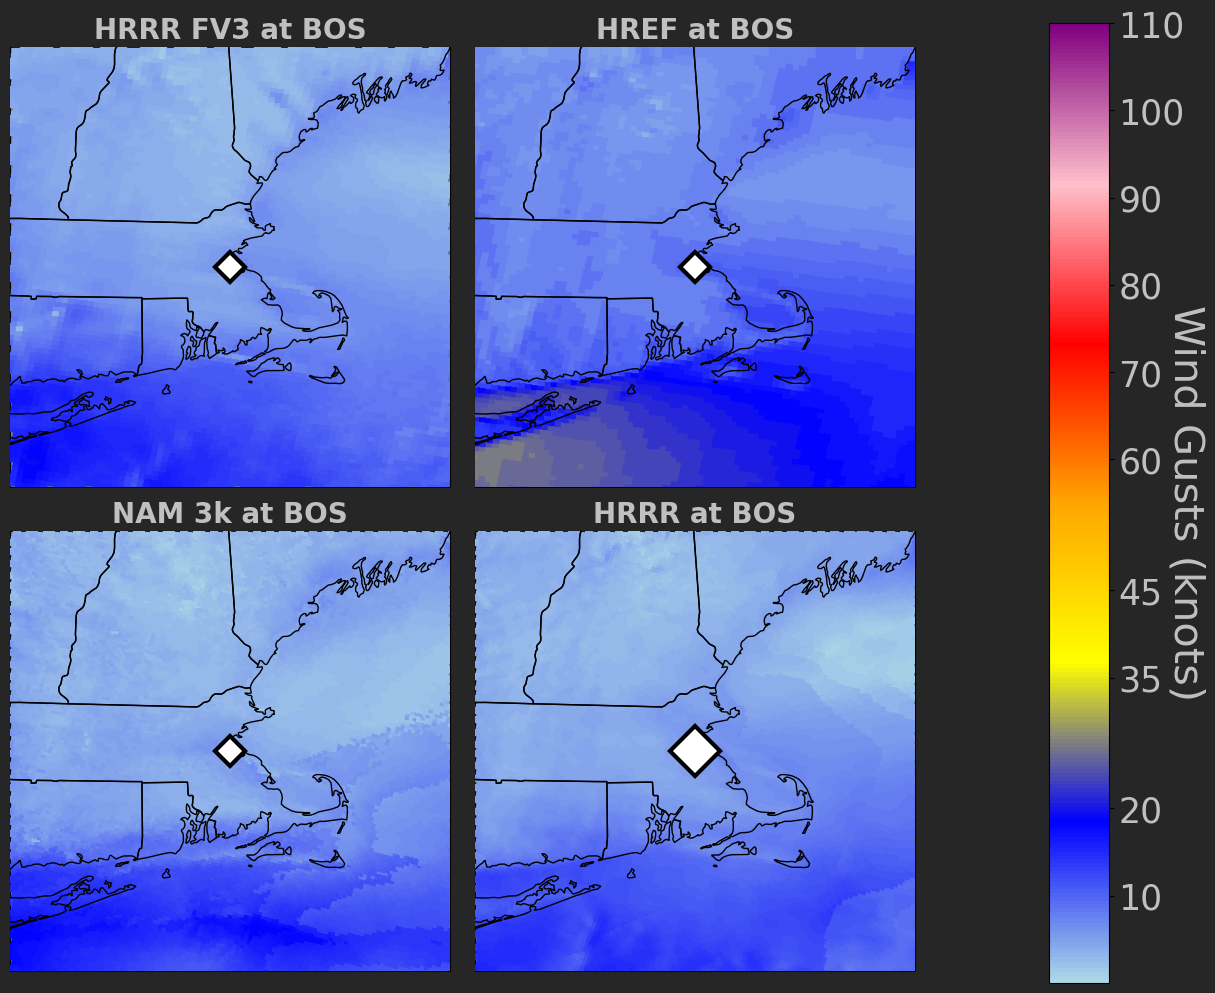 HRRR FV3 at BOS
HREF at BOS
NAM 3k at BOS
HRRR at BOS
110
100
90
80
70
60
45
35
20
10
Wind Gusts (knots)